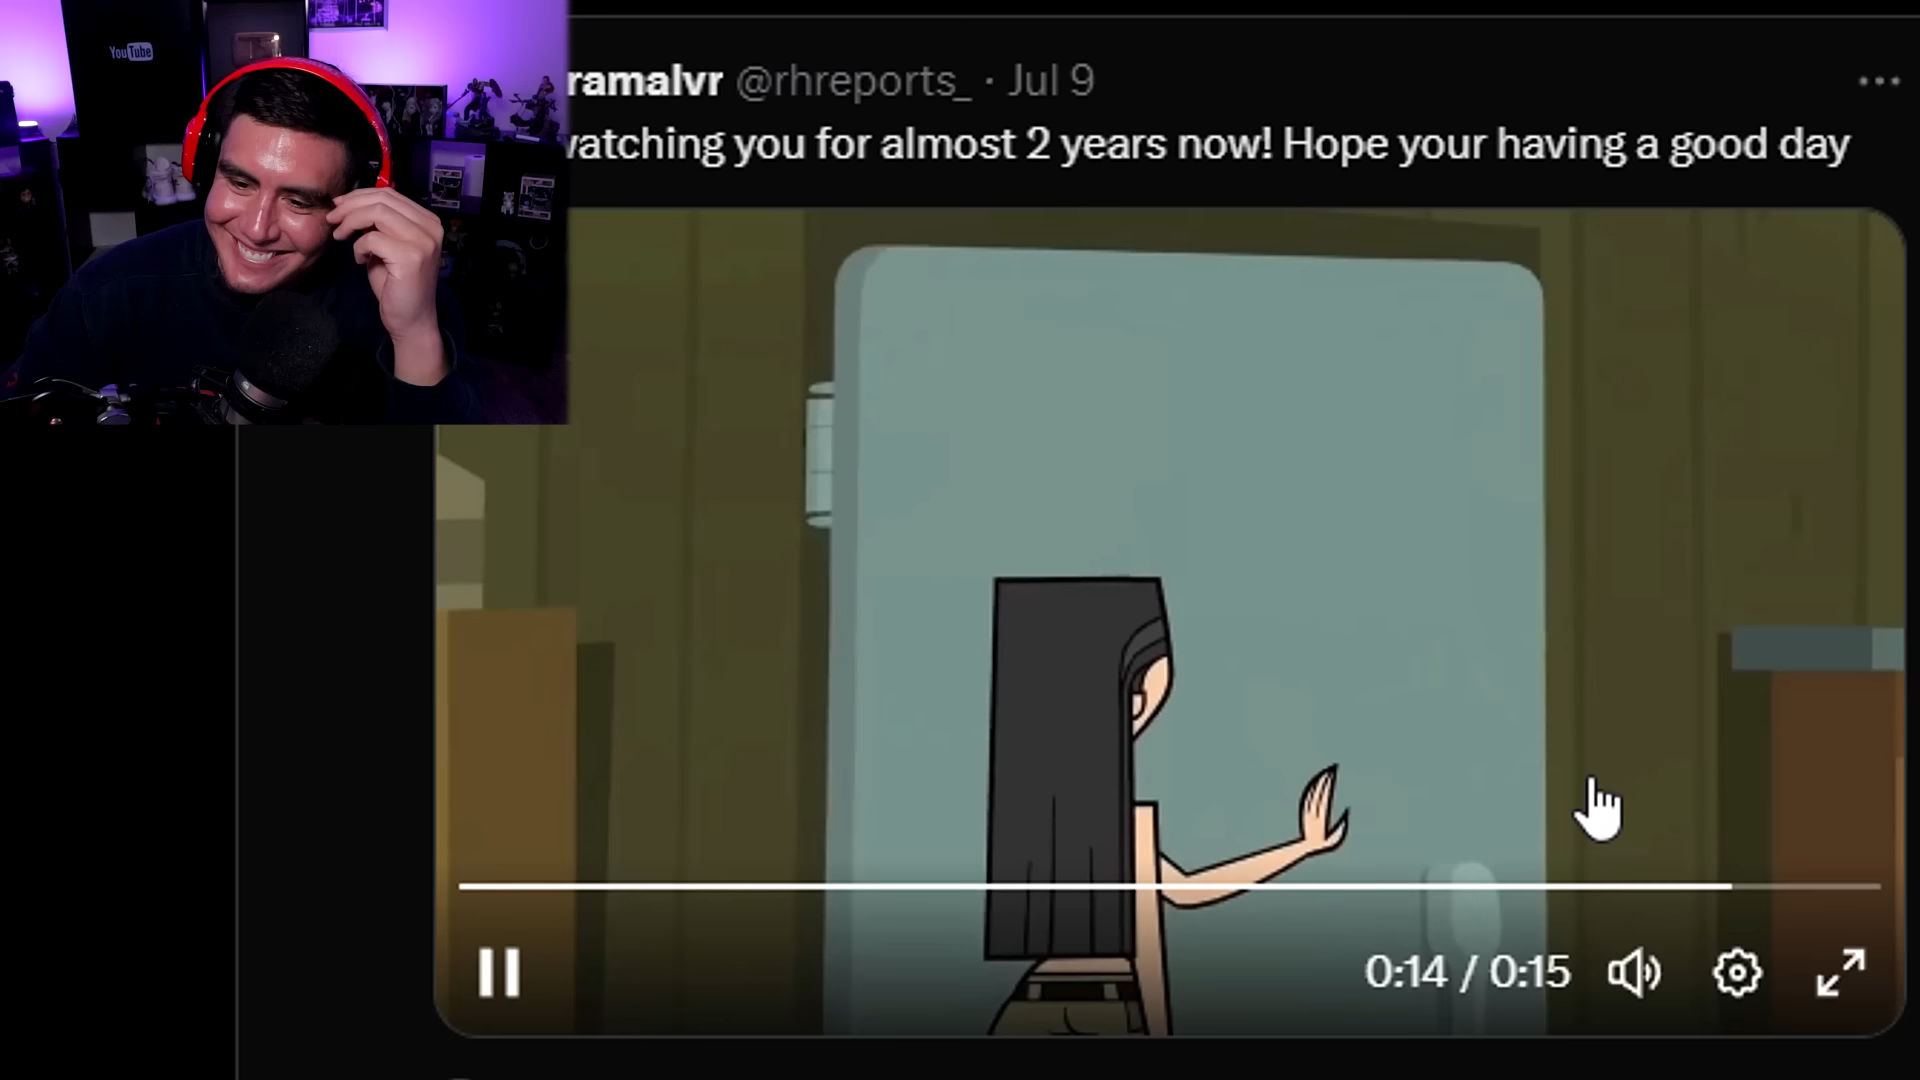 YouTube
ramalvr @rhreports_ · Jul 9
watching you for almost 2 years now! Hope your having a good day
0:14 / 0:15